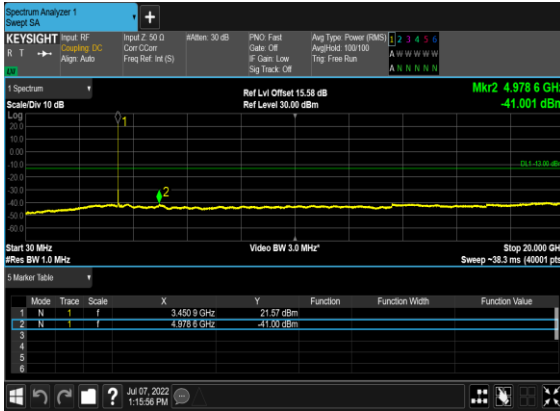 Spectrum Analyzer 1
Swept SA
+
KEYSIGHT Input: RF Input Z: 50 Ω #Atten: 30 dB PNO: Fast Avg Type: Power (RMS) 1 2 3 4 5 6
R T Coupling: DC Corr CCorr Gate: Off Avg|Hold: 100/100 A W W W W W
Align: Auto Freq Ref: Int (S) IF Gain: Low Trig: Free Run
Sig Track: Off A N N N N N
1 Spectrum Ref Lvl Offset 15.58 dB Mkr2 4.978 6 GHz
Scale/Div 10 dB Ref Level 30.00 dBm -41.001 dBm
Log
20.0
10.0
0.00
-10.0
-20.0
-30.0
-40.0
-50.0
-60.0
1
DL1 -13.00 dBm
2
Start 30 MHz Video BW 3.0 MHz* Stop 20.000 GHz
#Res BW 1.0 MHz Sweep ~38.3 ms (40001 pts)
5 Marker Table
Mode Trace Scale X Y Function Function Width Function Value
1 N 1 f 3.450 9 GHz 21.57 dBm
2 N 1 f 4.978 6 GHz -41.00 dBm
3
4
5
6
? Jul 07, 2022
1:15:56 PM